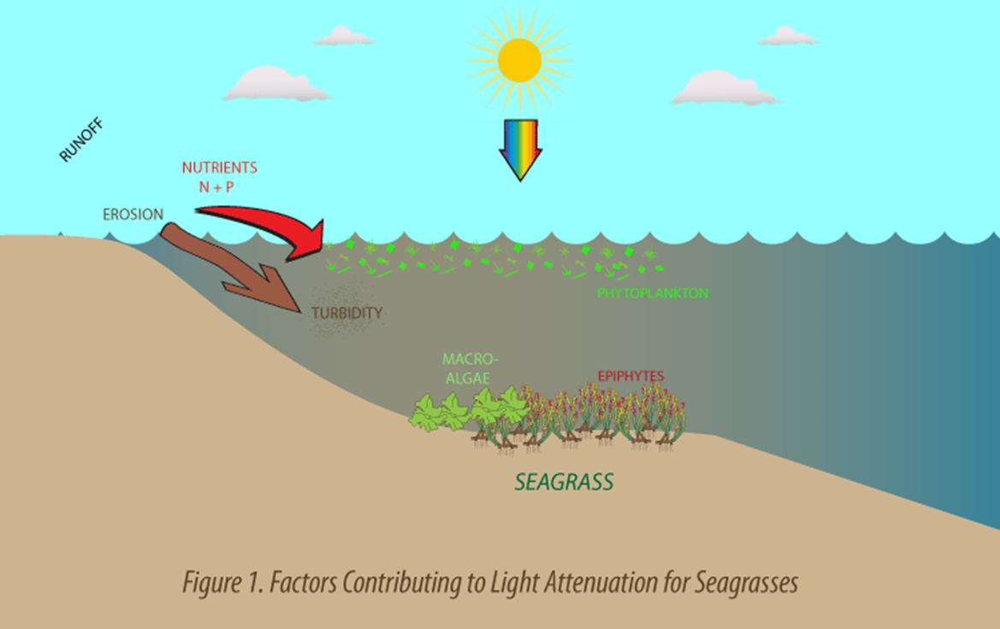 RUNOFF
NUTRIENTS
N + P
EROSION
PHYTOPLANKTON
TURBIDITY
MACRO-
ALGAE
EPIPHYTES
SEAGRASS
Figure 1. Factors Contributing to Light Attenuation for Seagrasses